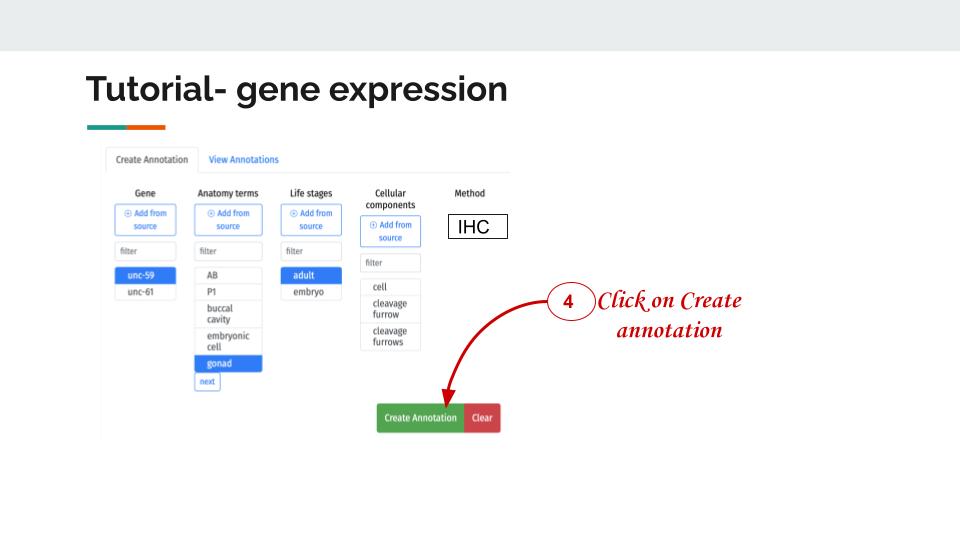 Tutorial- gene expression
Create Annotation
View Annotations
Gene
Add from
source
filter
unc-59
unc-61
Anatomy terms
Add from
source
filter
AB
P1
buccal
cavity
embryonic
cell
gonad
next
Life stages
Add from
source
filter
adult
embryo
Cellular
components
Add from
source
filter
cell
cleavage
furrow
cleavage
furrows
Method
IHC
4 Click on Create
annotation
Create Annotation
Clear